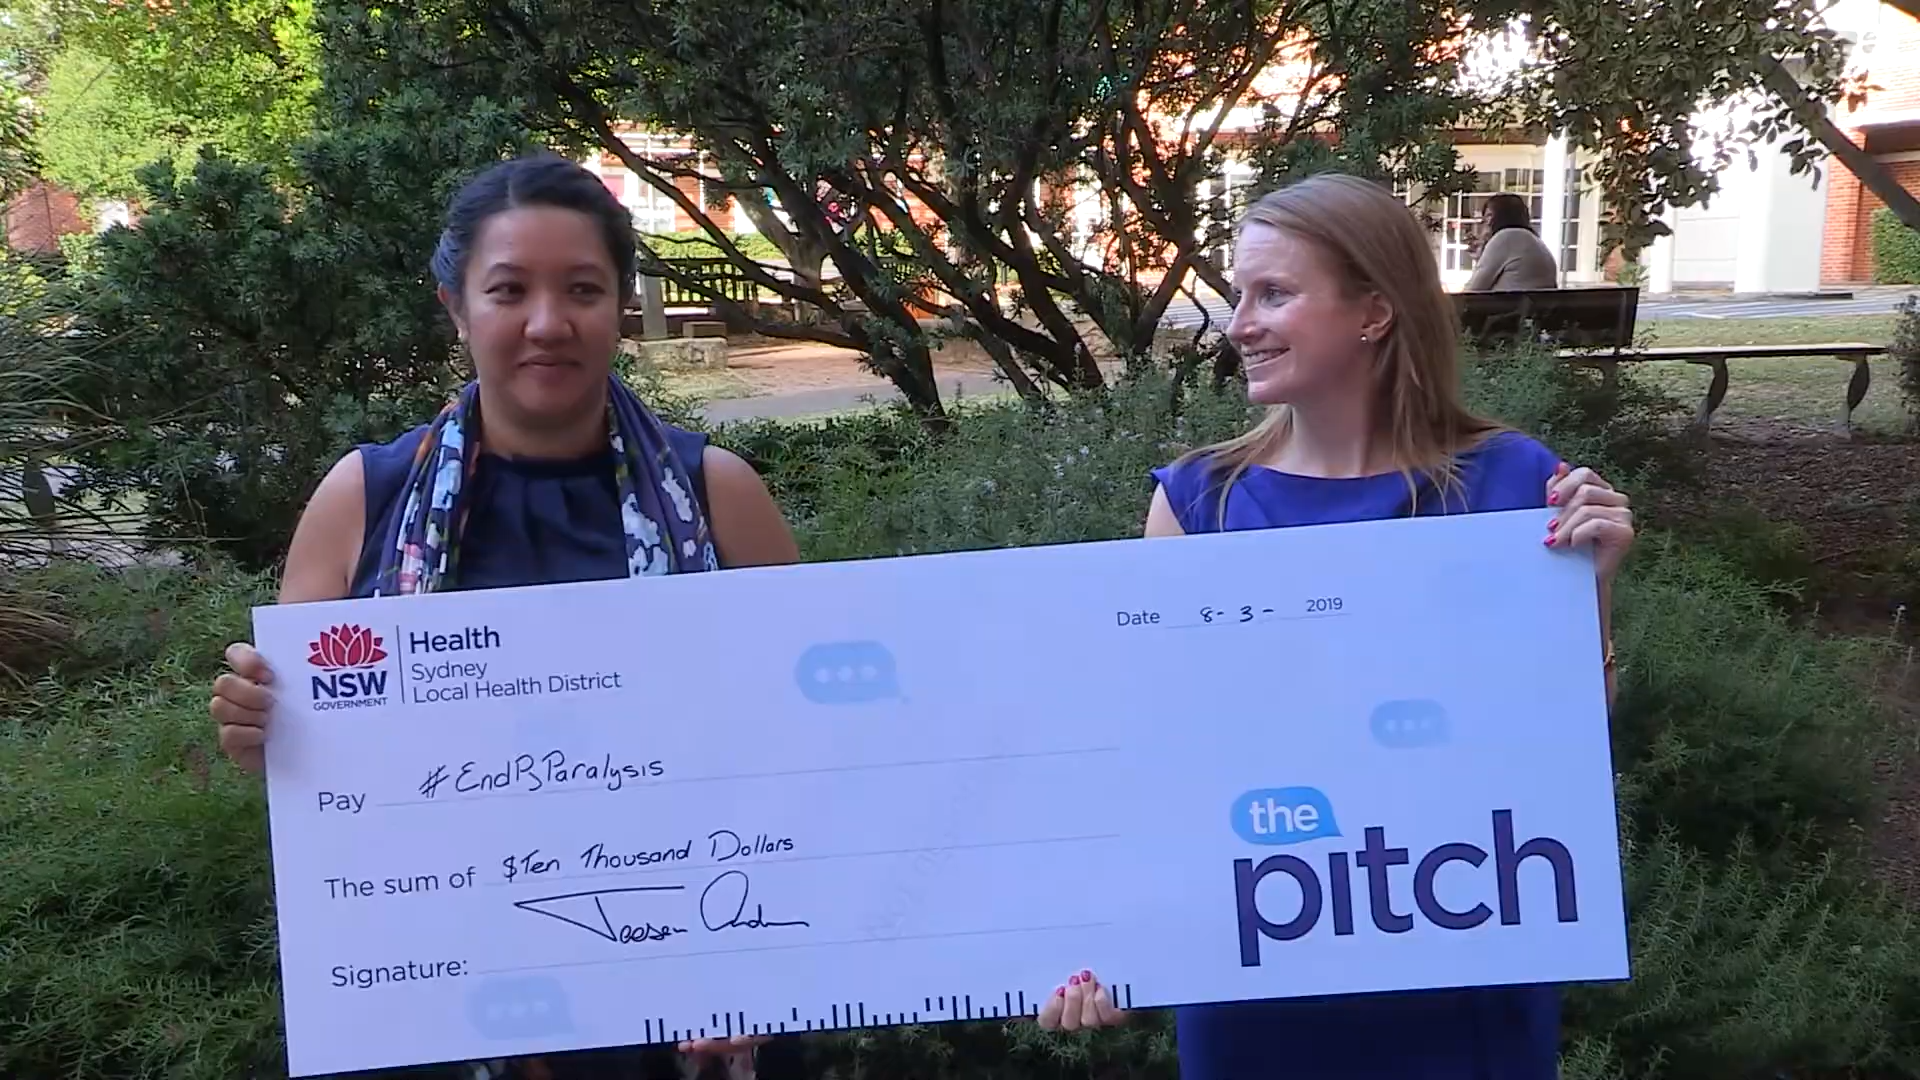 NSW
GOVERNMENT
Health
Sydney
Local Health District
Date 8-3- 2019
Pay #EndPJParalysis
The sum of $Ten Thousand Dollars
Signature:
the
pitch